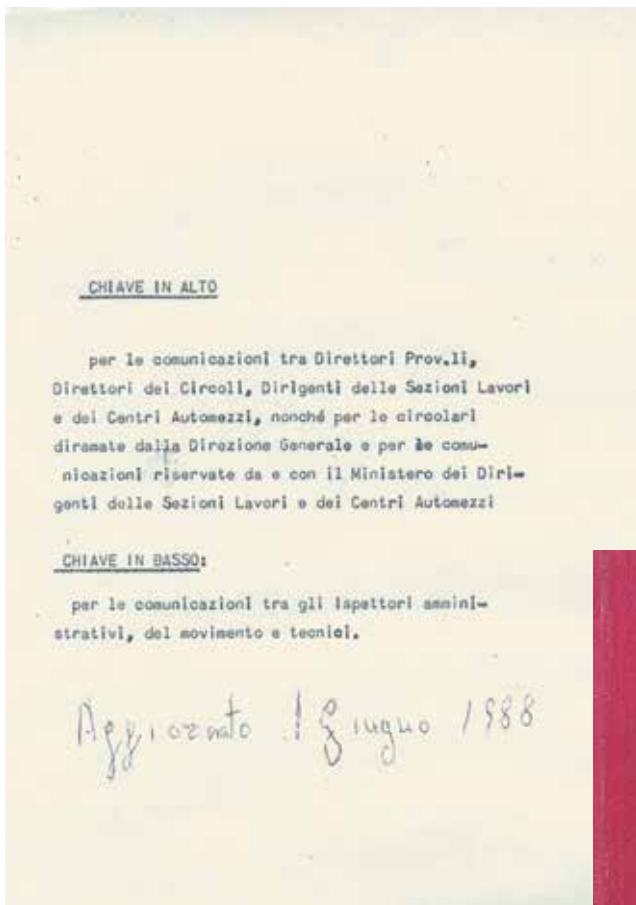 CHIAVE IN ALTO
per le comunicazioni tra Direttori Prov.li,
Direttori dei Circoli, Dirigenti delle Sezioni Lavori
e dei Centri Automezzi, nonché per le circolari
diramate dalla Direzione Generale e per le comu-
nicazioni riservate da e con il Ministero dei Diri-
genti delle Sezioni Lavori e dei Centri Automezzi
CHIAVE IN BASSO:
per le comunicazioni tra gli Ispettori ammini-
strativi, del movimento e tecnici.
Aggiornato 1 giugno 1988